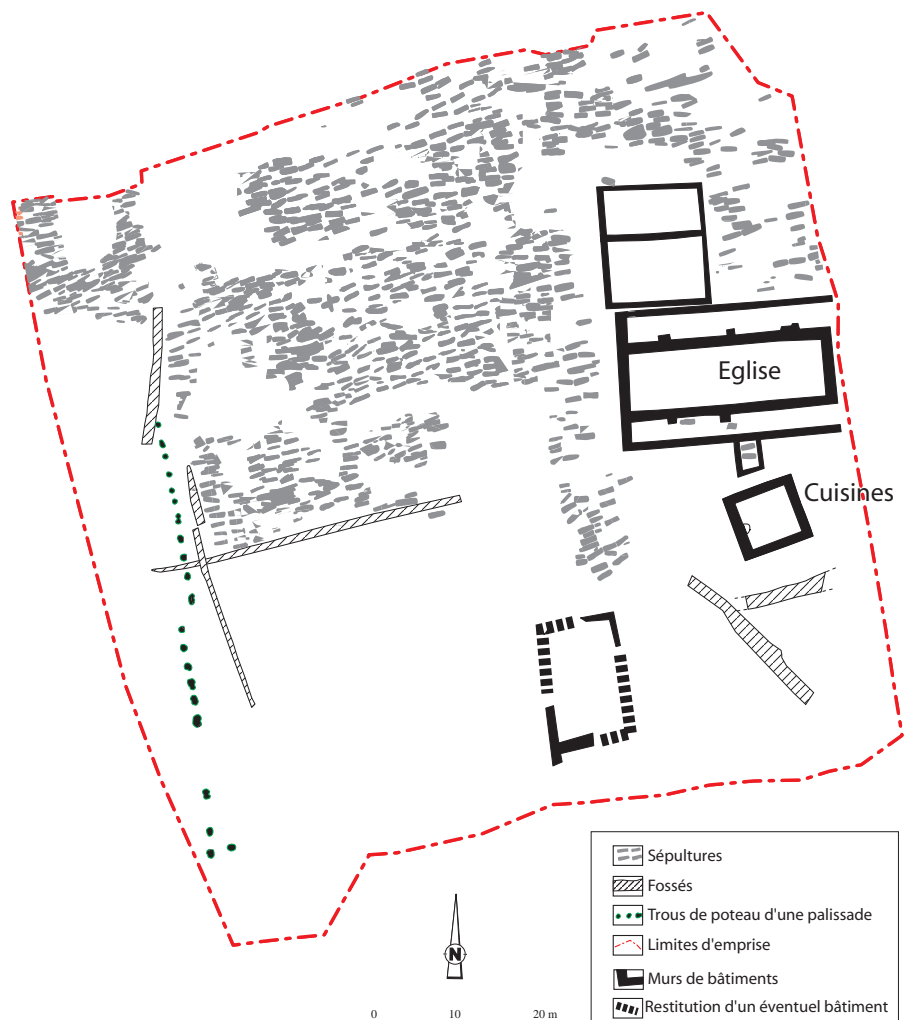 Eglise
Cuisines
Sépultures
Fossés
Trous de poteau d'une palissade
Limites d'emprise
Murs de bâtiments
Restitution d'un éventuel bâtiment
N
0 10 20 m